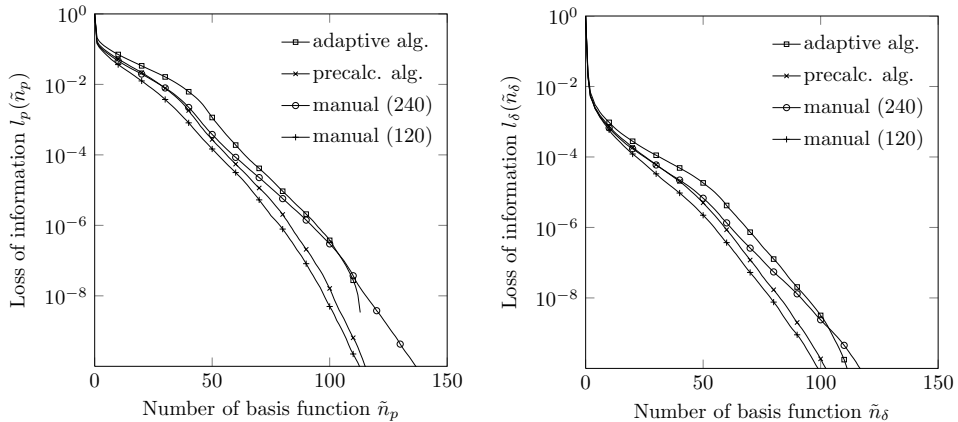 10^0
10^-2
10^-4
10^-6
10^-8
0
50
100
150
Loss of information l_p(ñ_p)
Number of basis function ñ_p
adaptive alg.
precalc. alg.
manual (240)
manual (120)
10^0
10^-2
10^-4
10^-6
10^-8
0
50
100
150
Loss of information l_δ(ñ_δ)
Number of basis function ñ_δ
adaptive alg.
precalc. alg.
manual (240)
manual (120)